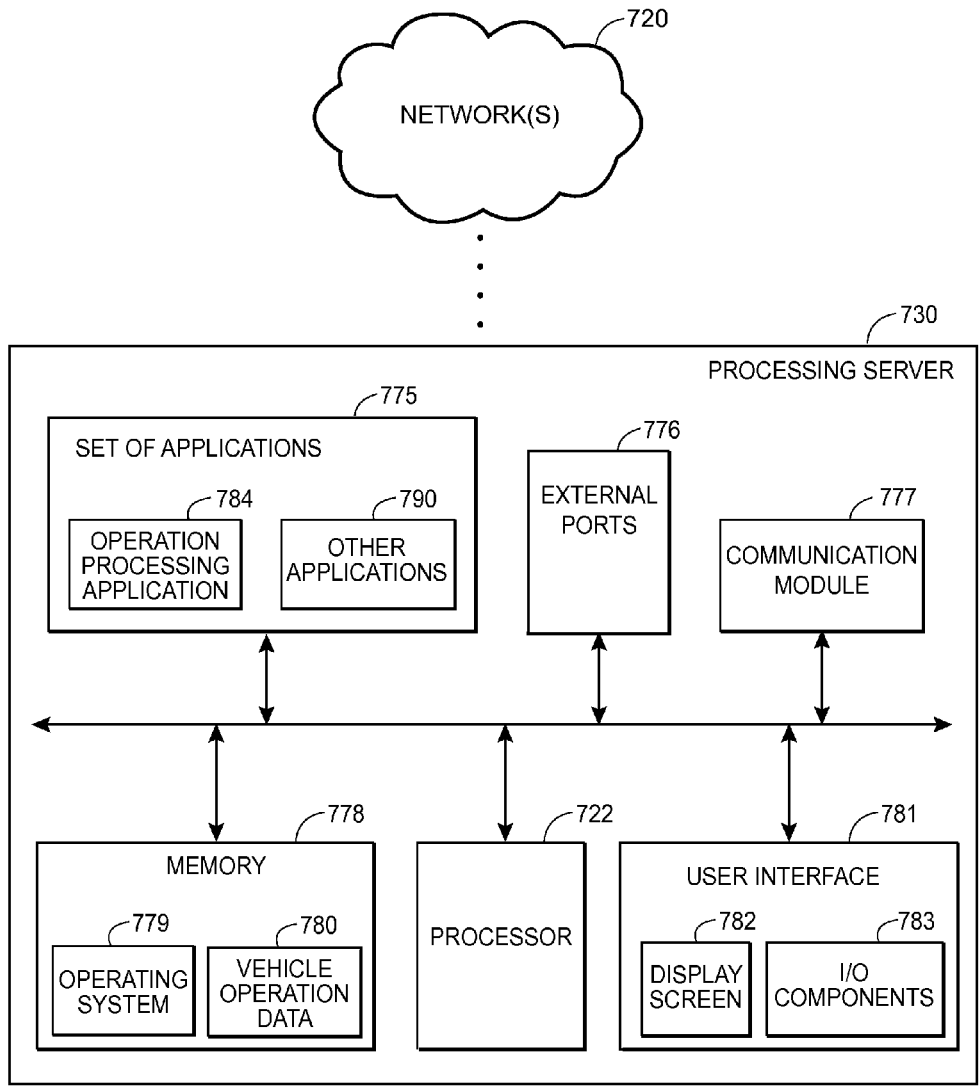 720
NETWORK(S)
730
PROCESSING SERVER
775
SET OF APPLICATIONS
784
OPERATION
PROCESSING
APPLICATION
790
OTHER
APPLICATIONS
776
EXTERNAL
PORTS
777
COMMUNICATION
MODULE
778
MEMORY
779
OPERATING
SYSTEM
780
VEHICLE
OPERATION
DATA
722
PROCESSOR
781
USER INTERFACE
782
DISPLAY
SCREEN
783
I/O
COMPONENTS